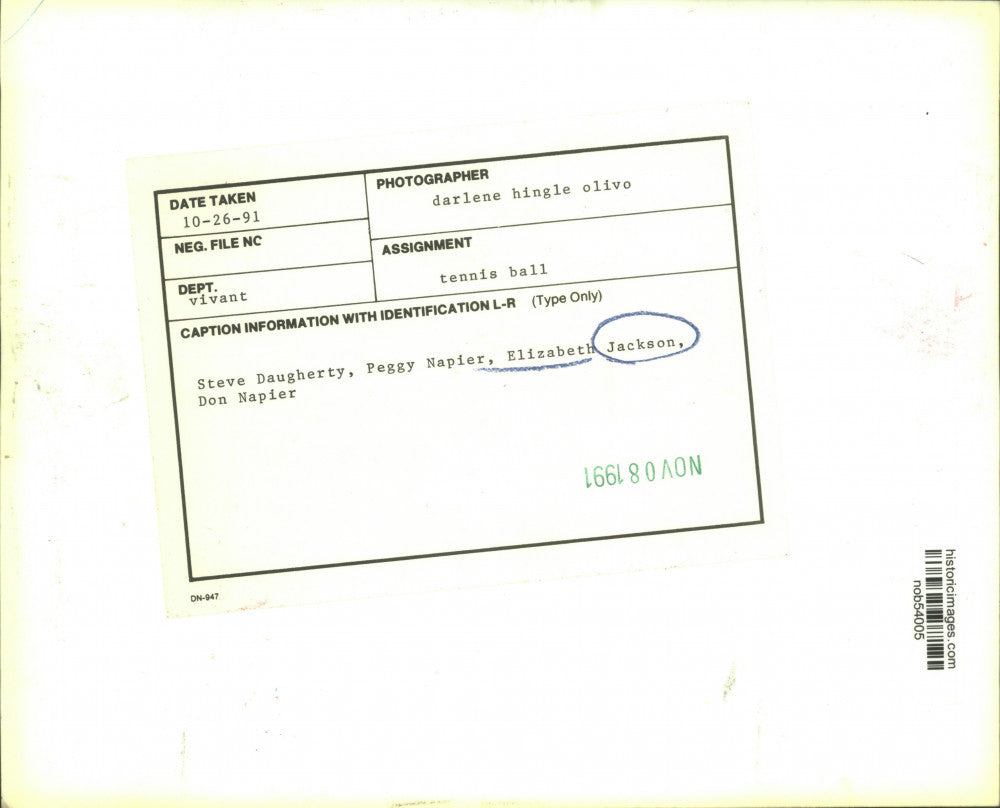 DATE TAKEN
10-26-91
PHOTOGRAPHER
darlene hingle olivo
NEG. FILE NC
ASSIGNMENT
tennis ball
DEPT.
vivant
CAPTION INFORMATION WITH IDENTIFICATION L-R (Type Only)
Steve Daugherty, Peggy Napier, Elizabeth Jackson,
Don Napier
NOV 08 1991
DN-947
historicimages.com
nob54005